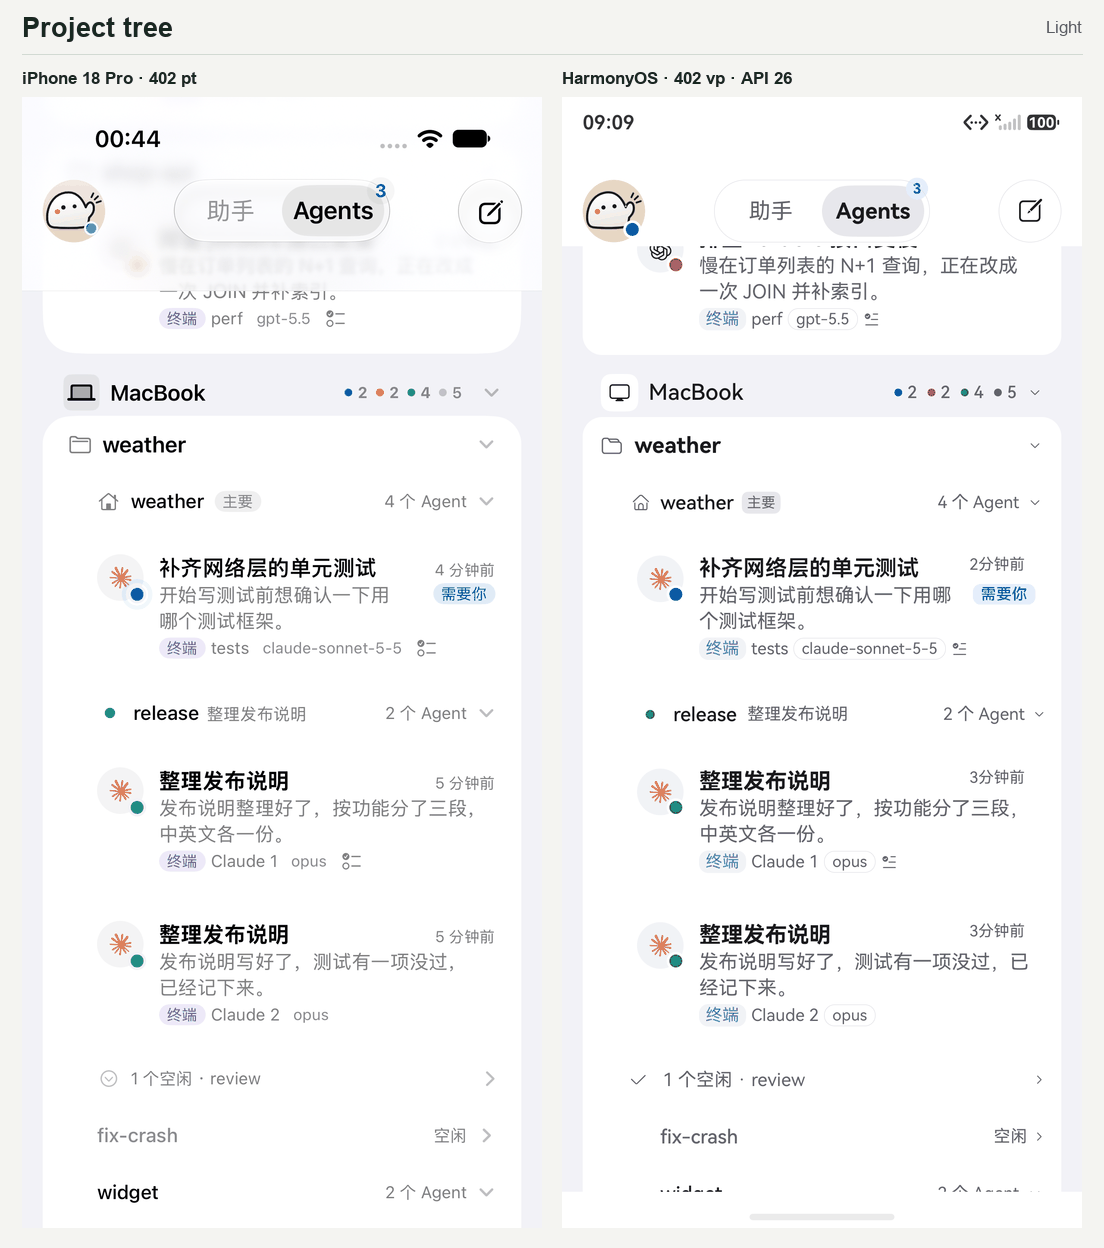 Project tree
Light
iPhone 18 Pro · 402 pt
00:44
助手
Agents
3
一次 JOIN 并补索引。
终端 perf gpt-5.5
MacBook
2 2 4 5
weather
weather 主要 4 个 Agent
补齐网络层的单元测试 4 分钟前
开始写测试前想确认一下用 需要你
哪个测试框架。
终端 tests claude-sonnet-5-5
release 整理发布说明 2 个 Agent
整理发布说明 5 分钟前
发布说明整理好了，按功能分了三段，
中英文各一份。
终端 Claude 1 opus
整理发布说明 5 分钟前
发布说明写好了，测试有一项没过，
已经记下来。
终端 Claude 2 opus
1 个空闲 · review
fix-crash 空闲
widget 2 个 Agent
HarmonyOS · 402 vp · API 26
09:09
100
助手
Agents
3
慢在订单列表的 N+1 查询，正在改成
一次 JOIN 并补索引。
终端 perf gpt-5.5
MacBook
2 2 4 5
weather
weather 主要 4 个 Agent
补齐网络层的单元测试 2分钟前
开始写测试前想确认一下用哪 需要你
个测试框架。
终端 tests claude-sonnet-5-5
release 整理发布说明 2 个 Agent
整理发布说明 3分钟前
发布说明整理好了，按功能分了三段，
中英文各一份。
终端 Claude 1 opus
整理发布说明 3分钟前
发布说明写好了，测试有一项没过，已
经记下来。
终端 Claude 2 opus
1 个空闲 · review
fix-crash 空闲